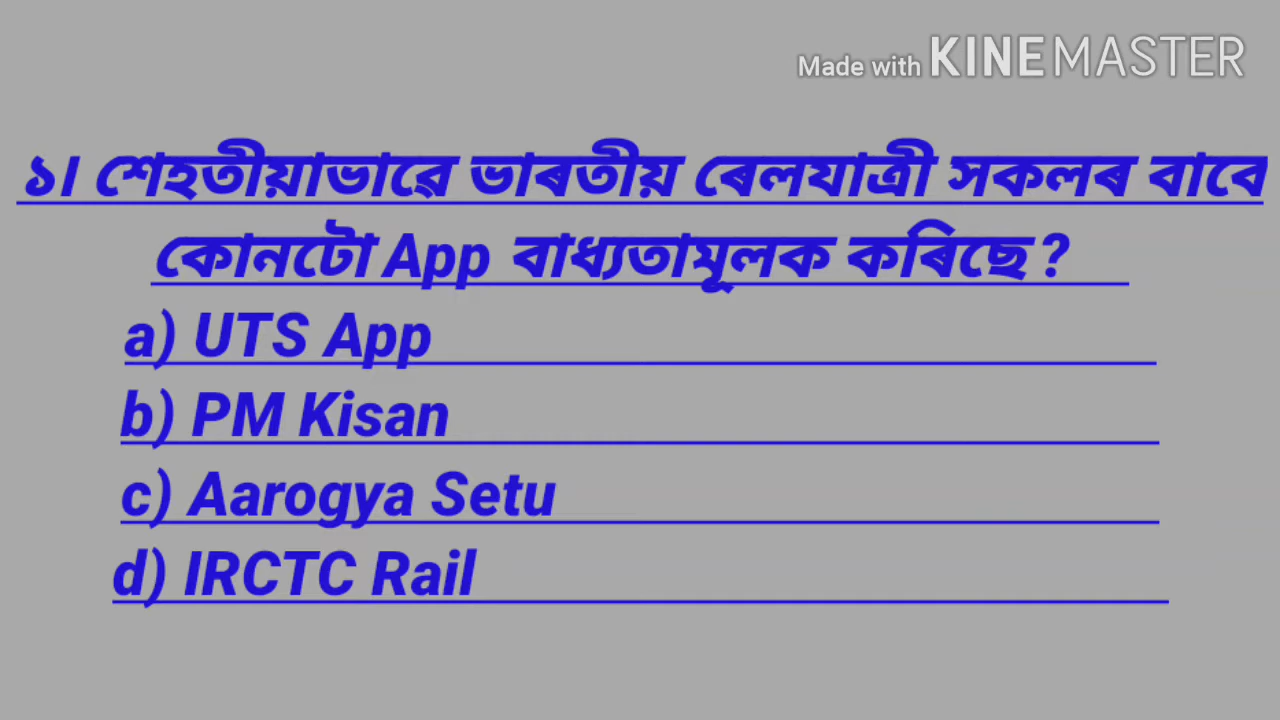 Made with KINEMASTER
১। শেহতীয়াভাৱে ভাৰতীয় ৰেলযাত্ৰী সকলৰ বাবে
কোনটো App বাধ্যতামূলক কৰিছে?
a) UTS App
b) PM Kisan
c) Aarogya Setu
d) IRCTC Rail